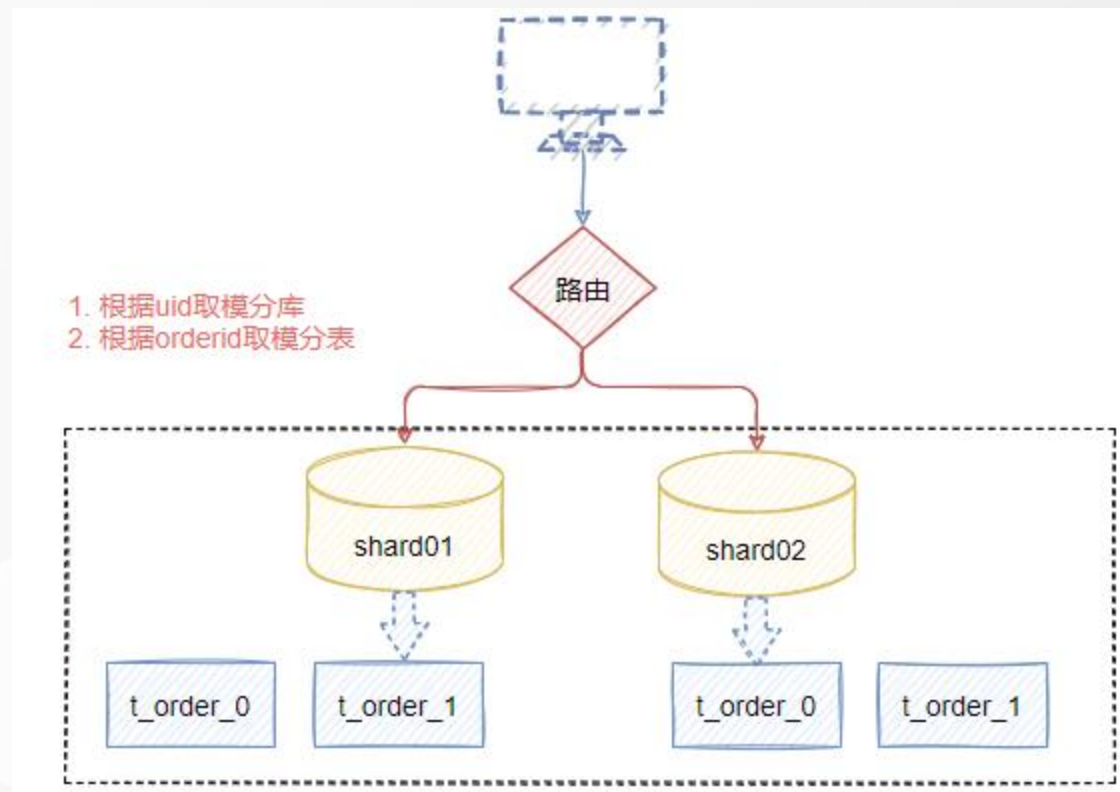 路由
1. 根据uid取模分库
2. 根据orderid取模分表
shard01
shard02
t_order_0
t_order_1
t_order_0
t_order_1